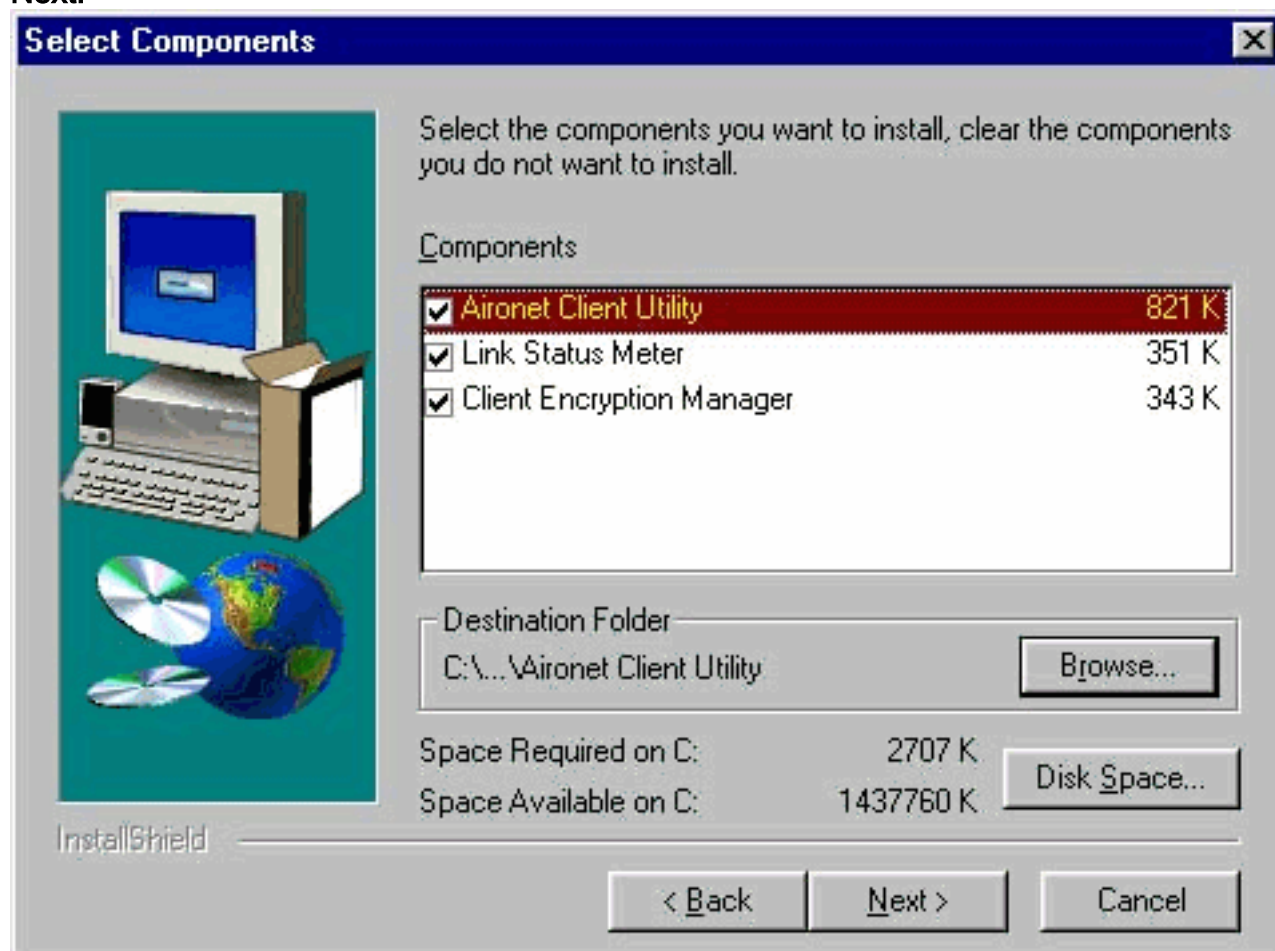 Next.
Select Components
Select the components you want to install, clear the components
you do not want to install.
Components
Aironet Client Utility 821 K
Link Status Meter 351 K
Client Encryption Manager 343 K
Destination Folder
C:\...\Aironet Client Utility Browse...
Space Required on C: 2707 K
Disk Space...
Space Available on C: 1437760 K
InstallShield
< Back Next > Cancel